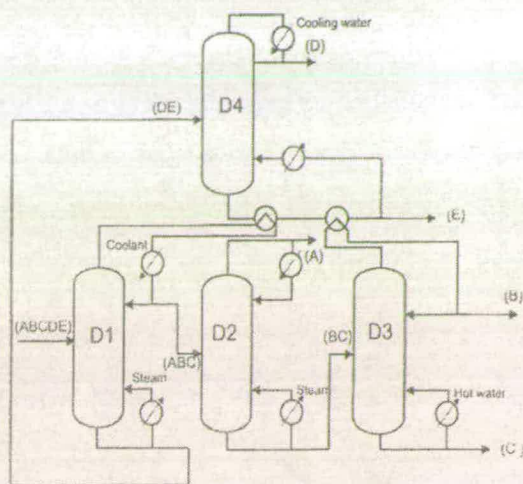 Cooling water
(D)
(DE)
D4
(E)
Coolant
(A)
(ABCDE)
D1
(ABC)
D2
(BC)
D3
(B)
Steam
Steam
Hot water
(C)